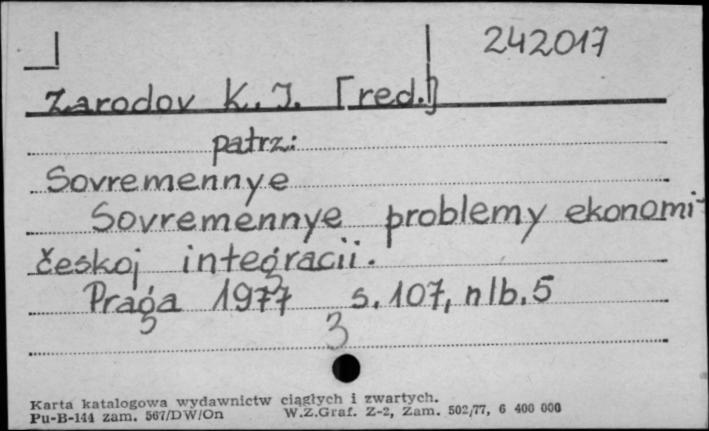 242017
Zarodov K.J. [red.]
patrz:
Sovremennye
Sovremennye problemy ekonomi-
českoj integracii.
Praga 1977 s. 107, nlb. 5
3
Karta katalogowa wydawnictw ciągłych i zwartych.
Pu-B-144 zam. 567/DW/On W.Z.Graf. Z-2, Zam. 502/77, 6 400 000